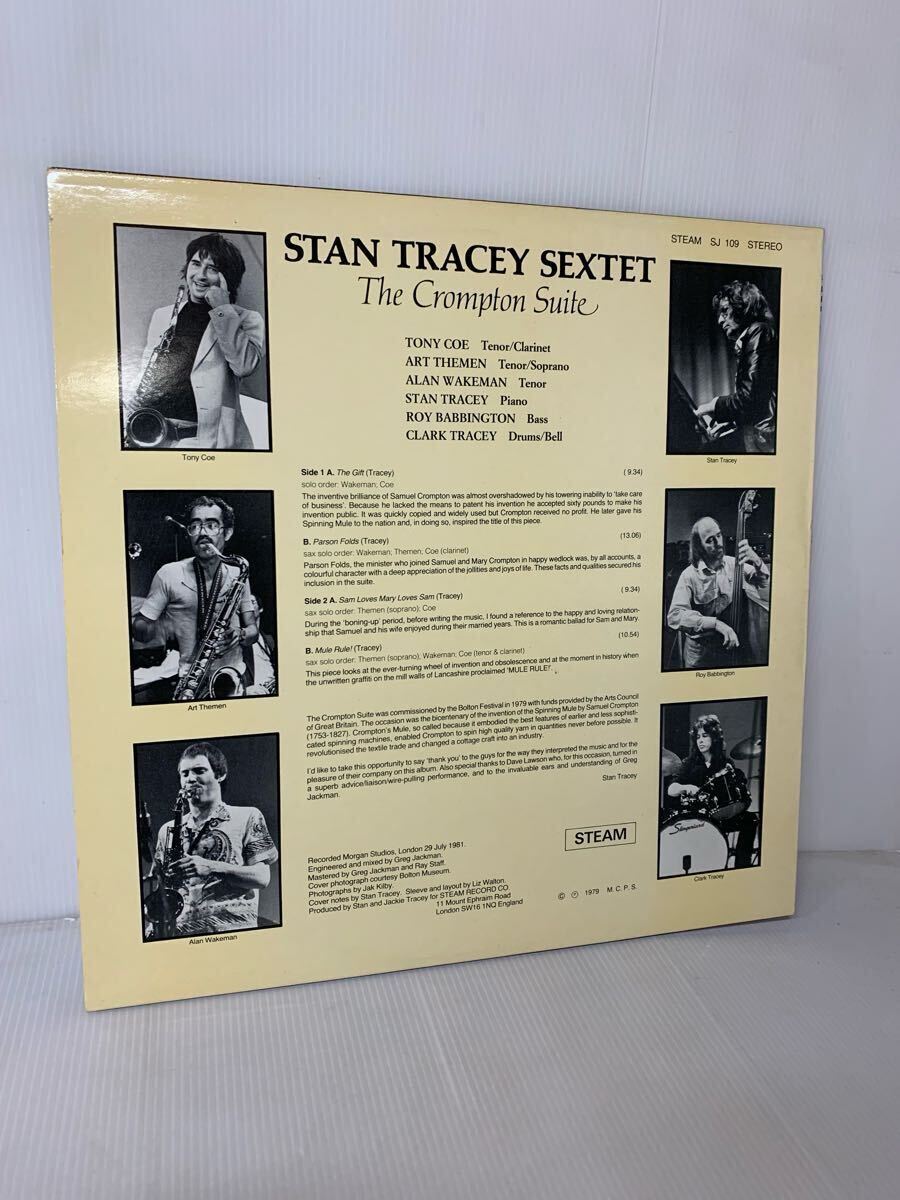 STEAM SJ 109 STEREO
STAN TRACEY SEXTET
The Crompton Suite
TONY COE Tenor/Clarinet
ART THEMEN Tenor/Soprano
ALAN WAKEMAN Tenor
STAN TRACEY Piano
ROY BABBINGTON Bass
CLARK TRACEY Drums/Bell
Tony Coe
Stan Tracey
Art Themen
Roy Babbington
Alan Wakeman
Clark Tracey
Slingerland
Side 1 A. The Gift (Tracey) (9.34)
solo order: Wakeman; Coe
The inventive brilliance of Samuel Crompton was almost overshadowed by his towering inability to 'take care
of business'. Because he lacked the means to patent his invention he accepted sixty pounds to make his
invention public. It was quickly copied and widely used but Crompton received no profit. He later gave his
Spinning Mule to the nation and, in doing so, inspired the title of this piece.
B. Parson Folds (Tracey) (13.06)
sax solo order: Wakeman; Themen; Coe (clarinet)
Parson Folds, the minister who joined Samuel and Mary Crompton in happy wedlock was, by all accounts, a
colourful character with a deep appreciation of the jollities and joys of life. These facts and qualities secured his
inclusion in the suite.
Side 2 A. Sam Loves Mary Loves Sam (Tracey) (9.34)
sax solo order: Themen (soprano); Coe
During the 'boning-up' period, before writing the music, I found a reference to the happy and loving relation-
ship that Samuel and his wife enjoyed during their married years. This is a romantic ballad for Sam and Mary.
B. Mule Rule! (Tracey) (10.54)
sax solo order: Themen (soprano); Wakeman; Coe (tenor & clarinet)
This piece looks at the ever-turning wheel of invention and obsolescence and at the moment in history when
the unwritten graffiti on the mill walls of Lancashire proclaimed 'MULE RULE!'.
The Crompton Suite was commissioned by the Bolton Festival in 1979 with funds provided by the Arts Council
of Great Britain. The occasion was the bicentenary of the invention of the Spinning Mule by Samuel Crompton
(1753-1827). Crompton's Mule, so called because it embodied the best features of earlier and less sophisti-
cated spinning machines, enabled Crompton to spin high quality yarn in quantities never before possible. It
revolutionised the textile trade and changed a cottage craft into an industry.
I'd like to take this opportunity to say 'thank you' to the guys for the way they interpreted the music and for the
pleasure of their company on this album. Also special thanks to Dave Lawson who, for this occasion, turned in
a superb advice/liaison/wire-pulling performance, and to the invaluable ears and understanding of Greg
Jackman.
Stan Tracey
STEAM
Recorded Morgan Studios, London 29 July 1981.
Engineered and mixed by Greg Jackman.
Mastered by Greg Jackman and Ray Staff.
Cover photograph courtesy Bolton Museum.
Photographs by Jak Kilby.
Cover notes by Stan Tracey. Sleeve and layout by Liz Walton.
Produced by Stan and Jackie Tracey for STEAM RECORD CO.
11 Mount Ephraim Road
London SW16 1NQ England
© ℗ 1979 M.C.P.S.